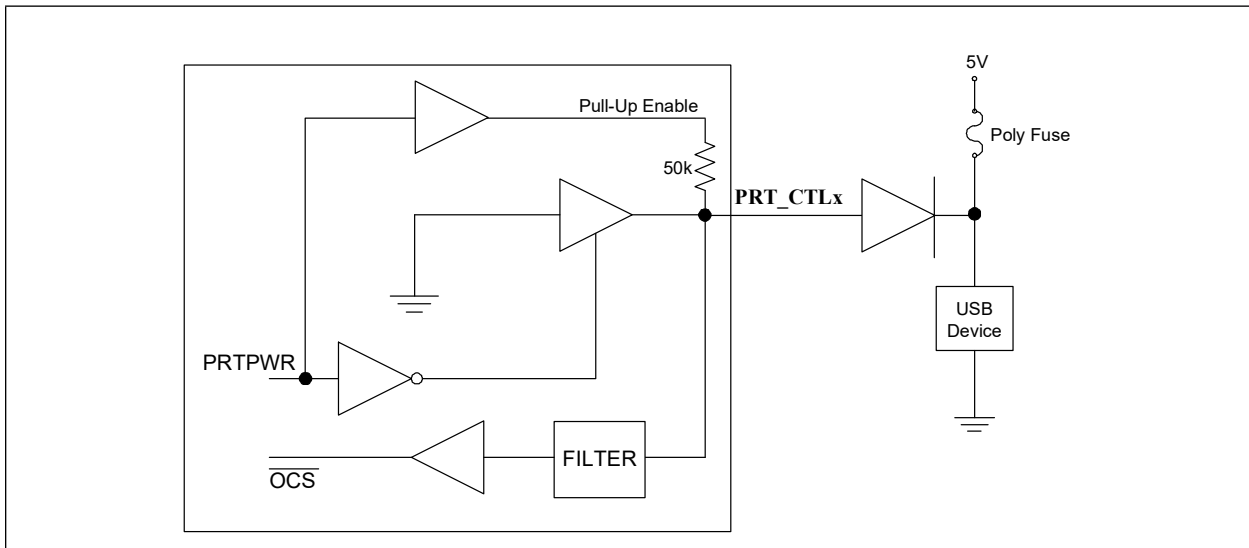 5V
Poly Fuse
Pull-Up Enable
50k
PRT_CTLx
USB
Device
PRTPWR
FILTER
OCS